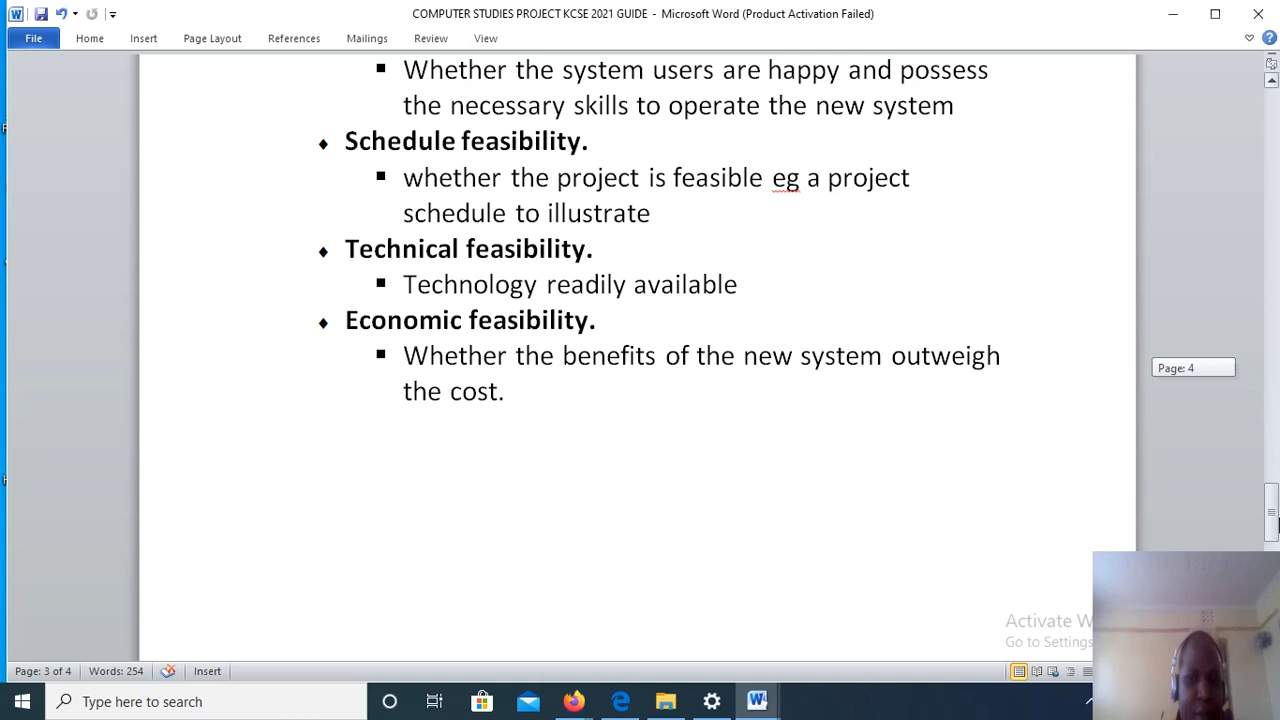 COMPUTER STUDIES PROJECT KCSE 2021 GUIDE - Microsoft Word (Product Activation Failed)
File Home Insert Page Layout References Mailings Review View
Whether the system users are happy and possess
the necessary skills to operate the new system
Schedule feasibility.
whether the project is feasible eg a project
schedule to illustrate
Technical feasibility.
Technology readily available
Economic feasibility.
Whether the benefits of the new system outweigh
the cost.
Page: 4
Activate W
Go to Settings
Page: 3 of 4 Words: 254 Insert
Type here to search